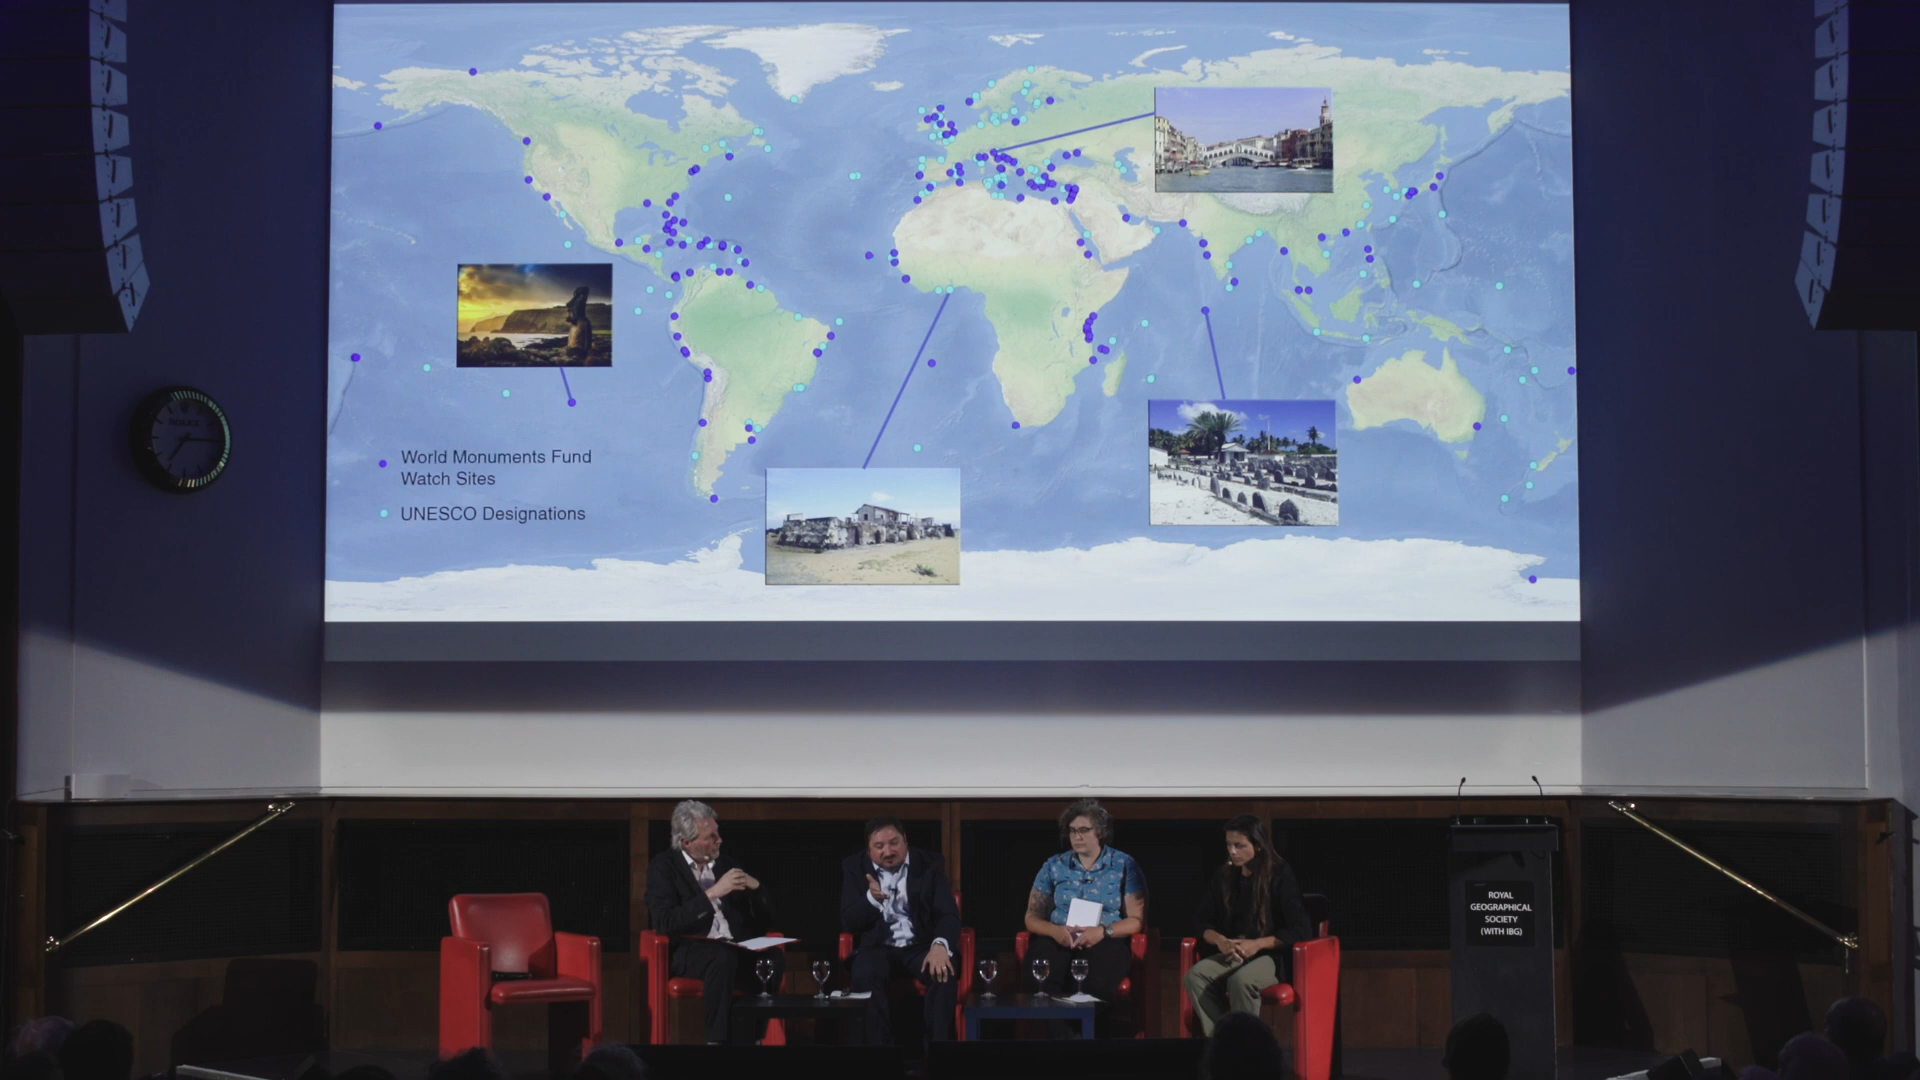 World Monuments Fund
Watch Sites
UNESCO Designations
ROYAL
GEOGRAPHICAL
SOCIETY
(WITH IBG)